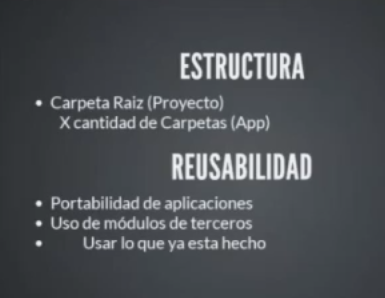 ESTRUCTURA
• Carpeta Raiz (Proyecto)
X cantidad de Carpetas (App)
REUSABILIDAD
• Portabilidad de aplicaciones
• Uso de módulos de terceros
• Usar lo que ya esta hecho